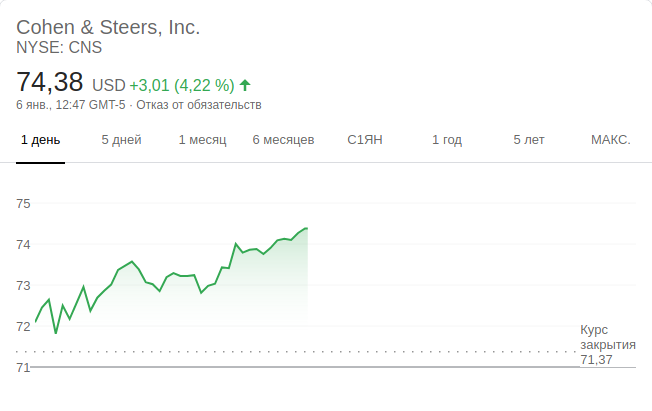 Cohen & Steers, Inc.
NYSE: CNS
74,38 USD +3,01 (4,22 %)
6 янв., 12:47 GMT-5 · Отказ от обязательств
1 день 5 дней 1 месяц 6 месяцев С1ЯН 1 год 5 лет МАКС.
75
74
73
72
Курс
закрытия
71,37
71